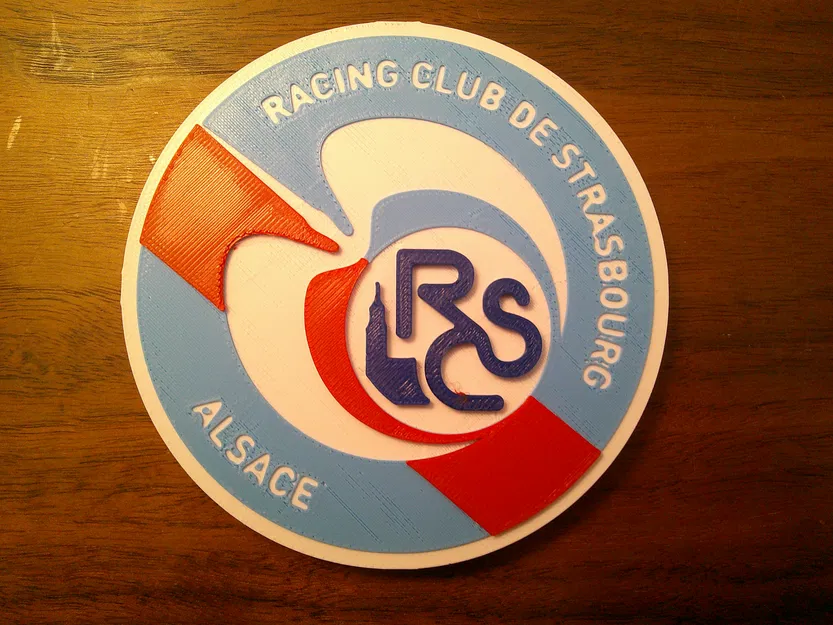 RACING CLUB DE STRASBOURG
RCS
ALSACE